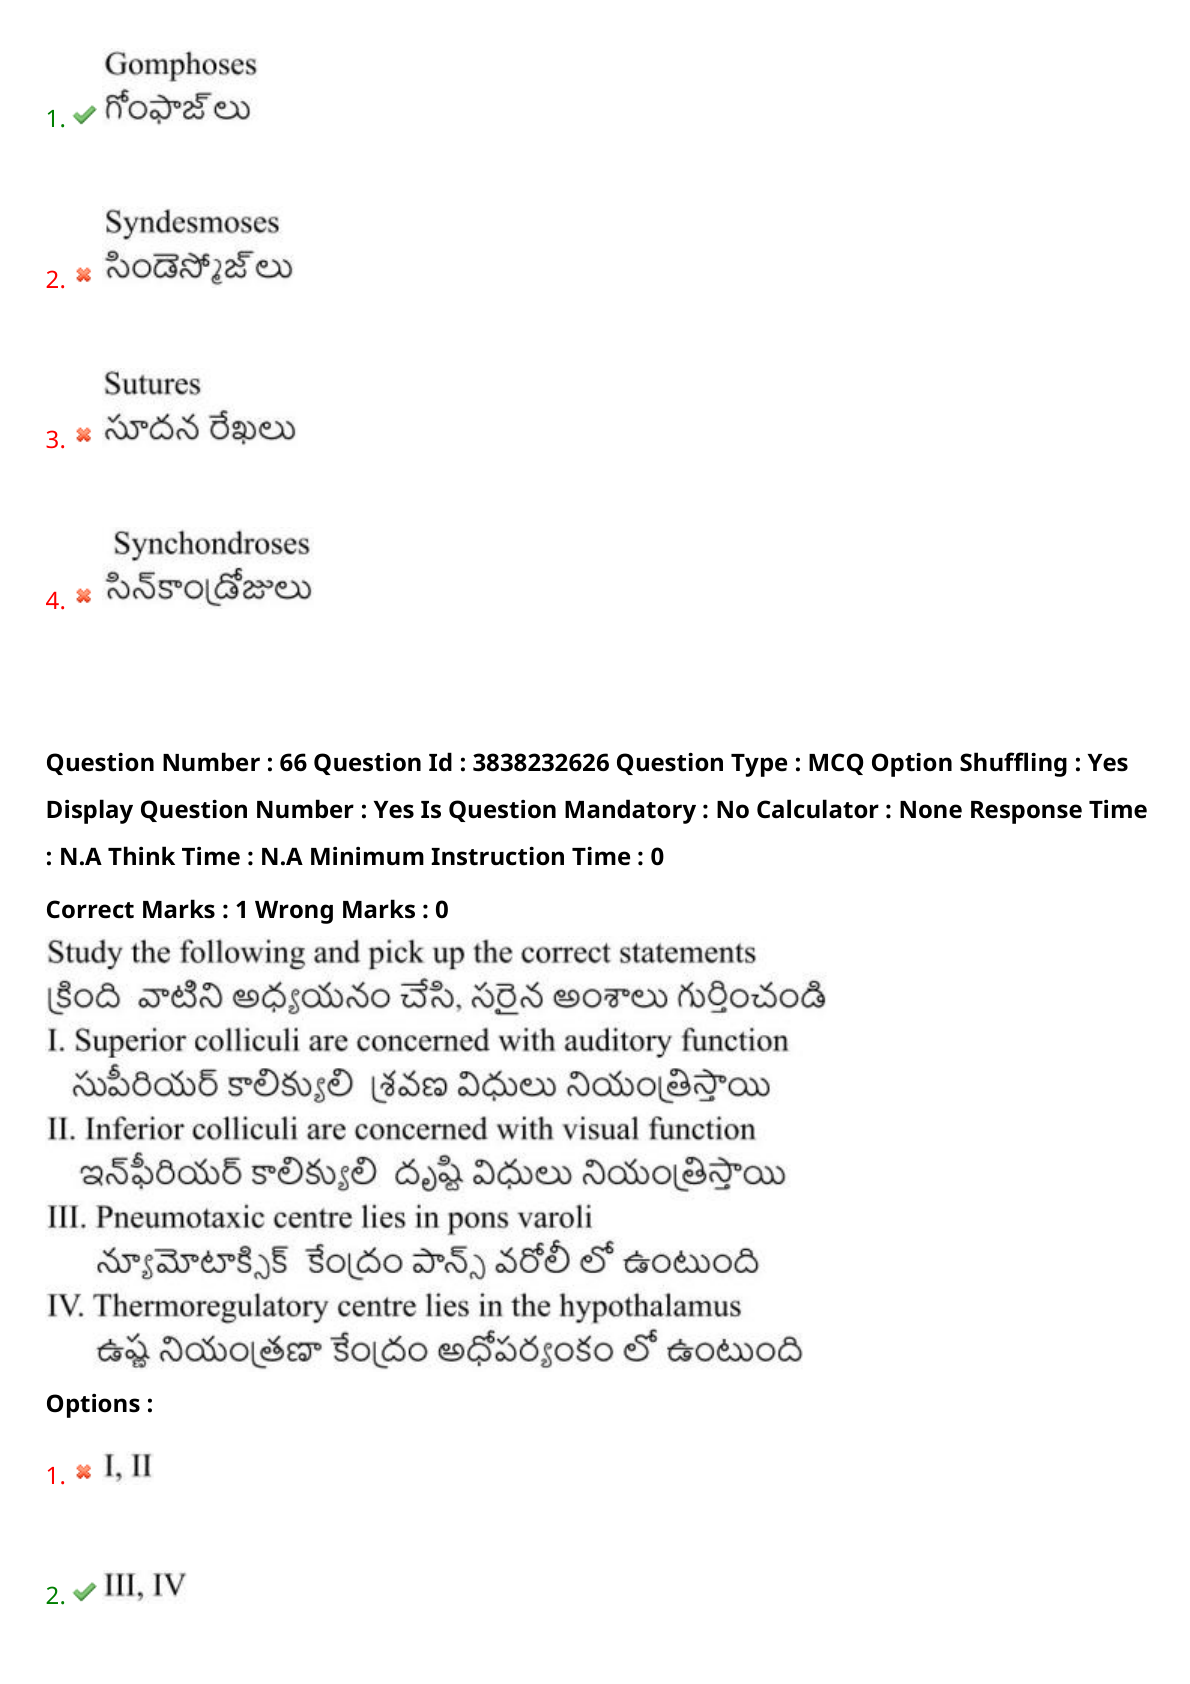 Gomphoses
1. గోంఫాజ్‌లు
Syndesmoses
2. సిండెస్మోజ్‌లు
Sutures
3. సూదన రేఖలు
Synchondroses
4. సిన్‌కాండ్రోజులు
Question Number : 66 Question Id : 3838232626 Question Type : MCQ Option Shuffling : Yes
Display Question Number : Yes Is Question Mandatory : No Calculator : None Response Time
: N.A Think Time : N.A Minimum Instruction Time : 0
Correct Marks : 1 Wrong Marks : 0
Study the following and pick up the correct statements
క్రింది వాటిని అధ్యయనం చేసి, సరైన అంశాలు గుర్తించండి
I. Superior colliculi are concerned with auditory function
సుపీరియర్ కాలిక్యులి శ్రవణ విధులు నియంత్రిస్తాయి
II. Inferior colliculi are concerned with visual function
ఇన్‌ఫీరియర్ కాలిక్యులి దృష్టి విధులు నియంత్రిస్తాయి
III. Pneumotaxic centre lies in pons varoli
న్యూమోటాక్సిక్ కేంద్రం పాన్స్ వరోలీ లో ఉంటుంది
IV. Thermoregulatory centre lies in the hypothalamus
ఉష్ణ నియంత్రణా కేంద్రం అధోపర్యంకం లో ఉంటుంది
Options :
1. I, II
2. III, IV